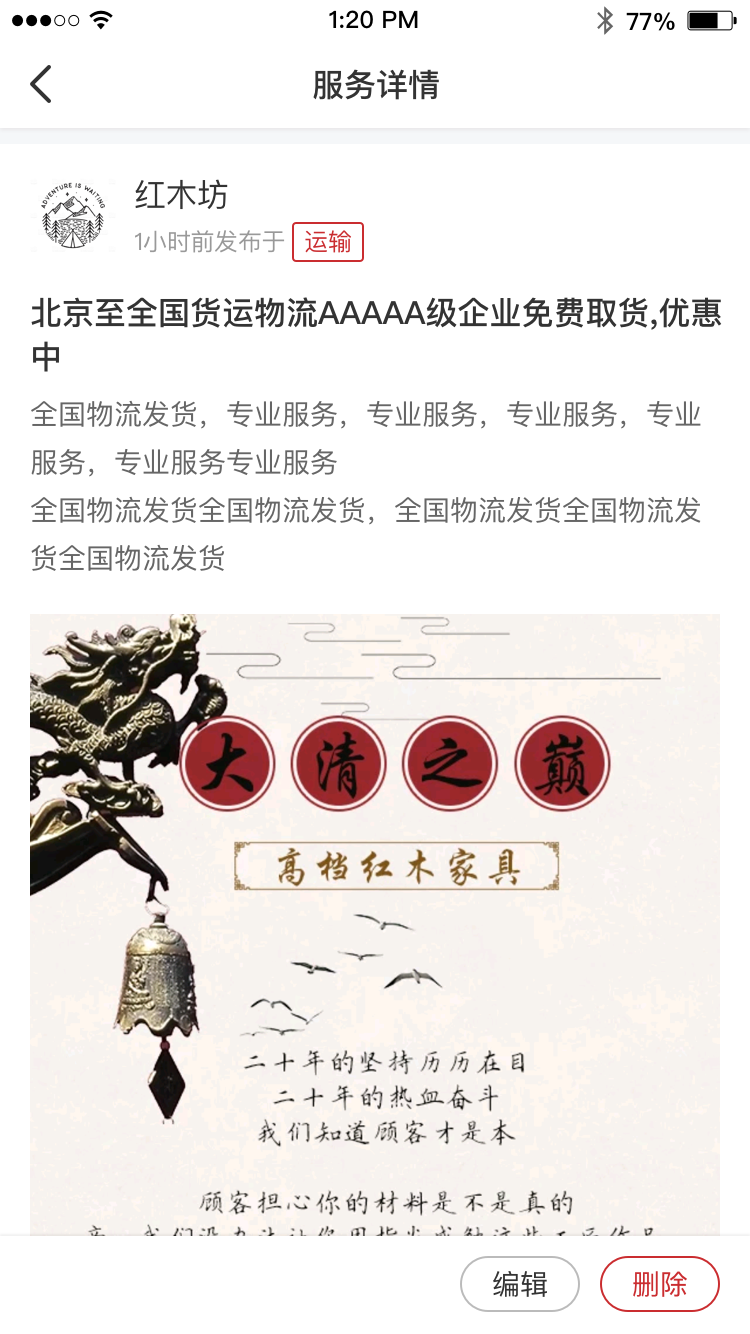 1:20 PM
77%
服务详情
ADVENTURE IS WAITING
红木坊
1小时前发布于 运输
北京至全国货运物流AAAAA级企业免费取货,优惠
中
全国物流发货，专业服务，专业服务，专业服务，专业
服务，专业服务专业服务
全国物流发货全国物流发货，全国物流发货全国物流发
货全国物流发货
大清之巅
高档红木家具
二十年的坚持历历在目
二十年的热血奋斗
我们知道顾客才是本
顾客担心你的材料是不是真的
编辑 删除